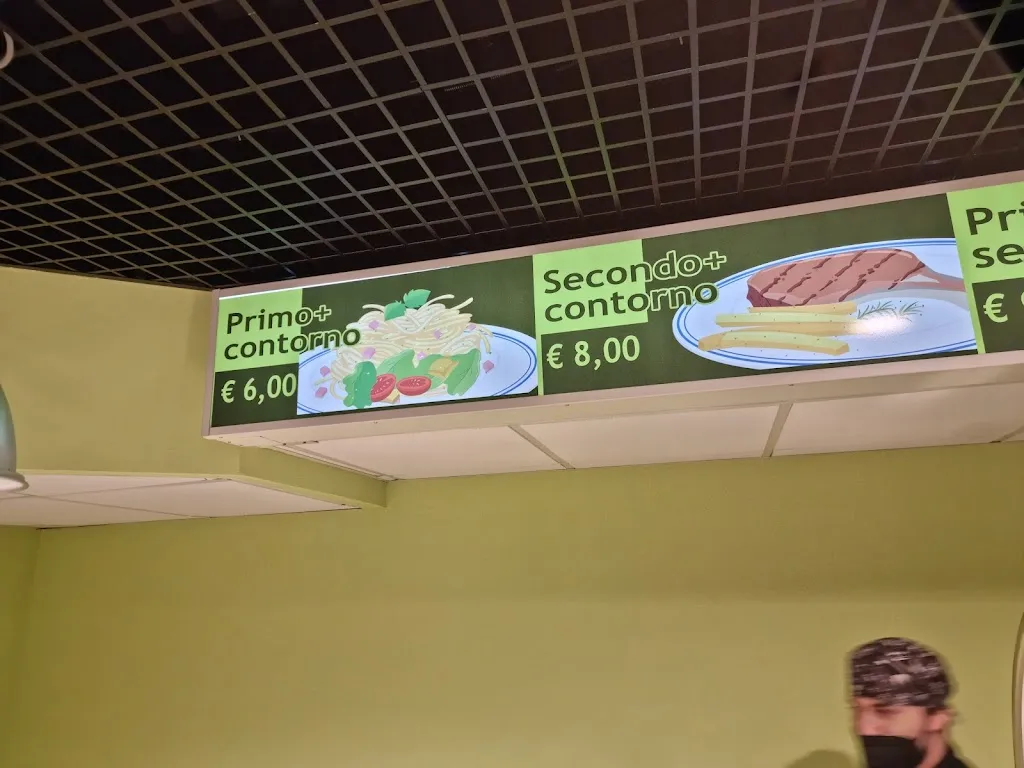 Primo+
contorno
€ 6,00
Secondo+
contorno
€ 8,00
€